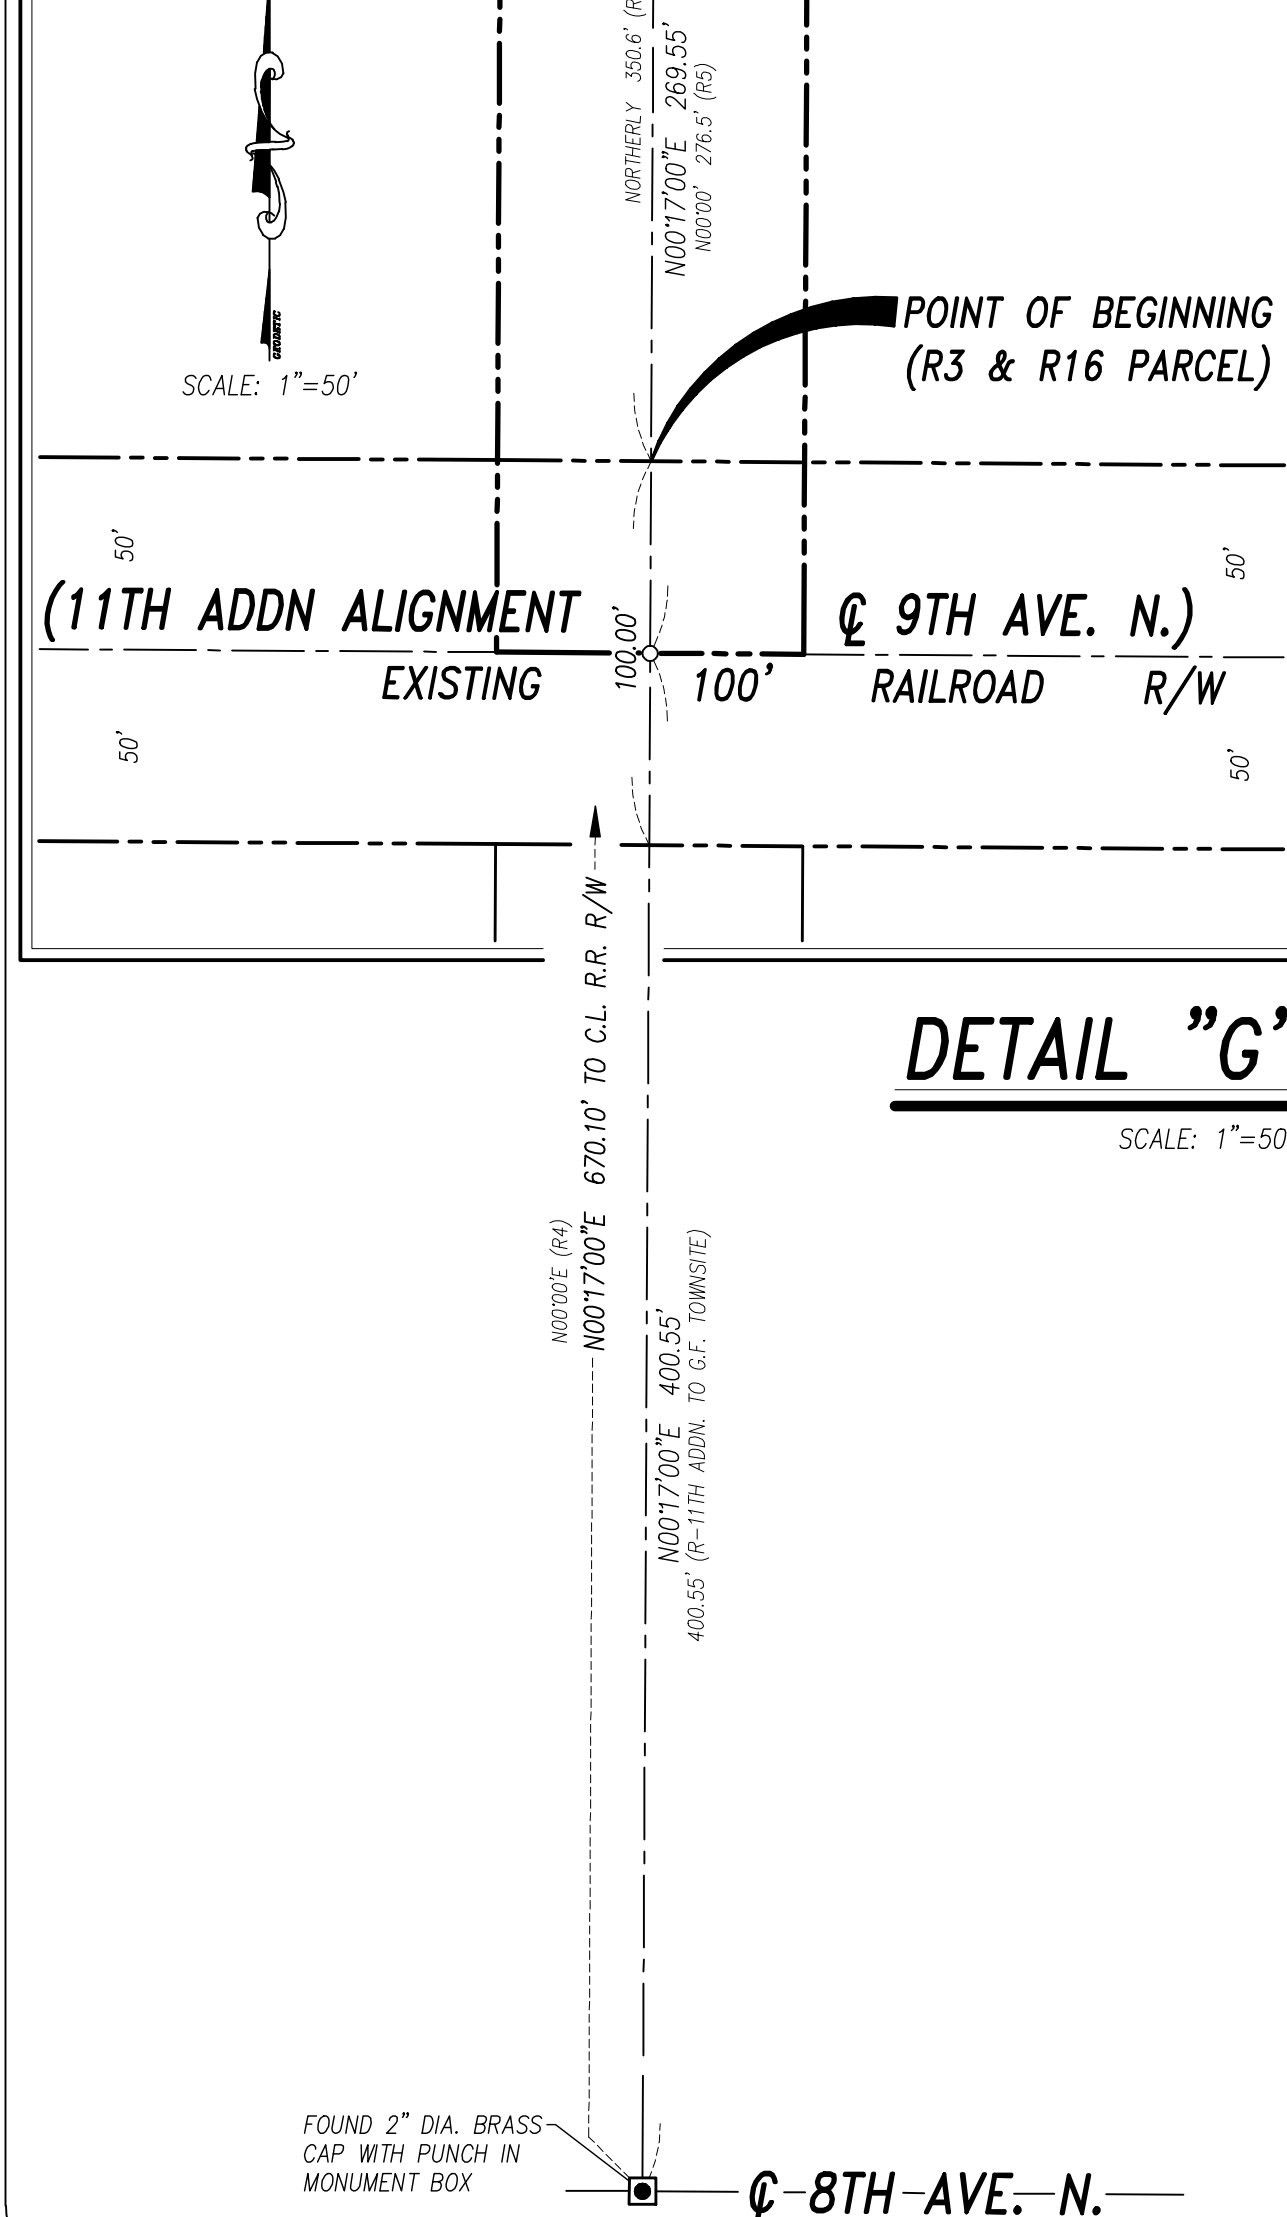 NORTHERLY 350.6' (R
N00°17'00"E 269.55'
N00°00' 276.5' (R5)
GEODETIC
SCALE: 1"=50'
POINT OF BEGINNING
(R3 & R16 PARCEL)
50'
50'
(11TH ADDN ALIGNMENT ℄ 9TH AVE. N.)
100.00'
EXISTING 100' RAILROAD R/W
50'
50'
N00°17'00"E 670.10' TO C.L. R.R. R/W
N00°00'E (R4)
DETAIL "G"
SCALE: 1"=50
N00°17'00"E 400.55'
400.55' (R-11TH ADDN. TO G.F. TOWNSITE)
FOUND 2" DIA. BRASS
CAP WITH PUNCH IN
MONUMENT BOX
℄ 8TH AVE. N.